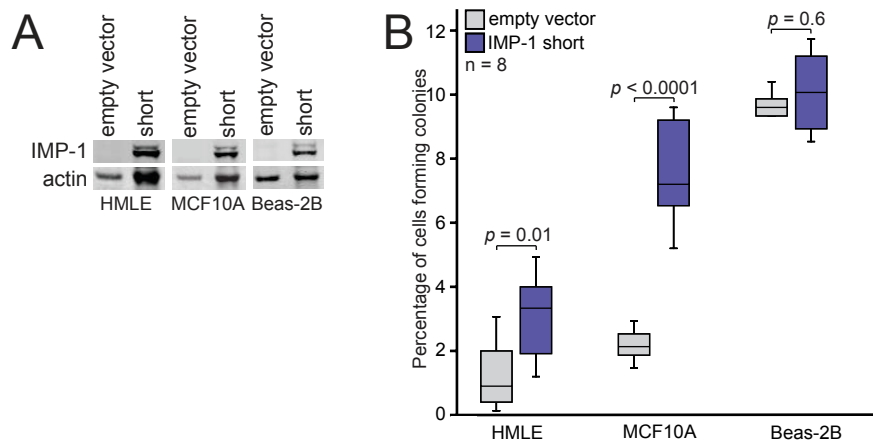 A
empty vector
short
empty vector
short
empty vector
short
IMP-1
actin
HMLE
MCF10A
Beas-2B
B
empty vector
IMP-1 short
n = 8
p = 0.01
p < 0.0001
p = 0.6
Percentage of cells forming colonies
12
10
8
6
4
2
0
HMLE
MCF10A
Beas-2B